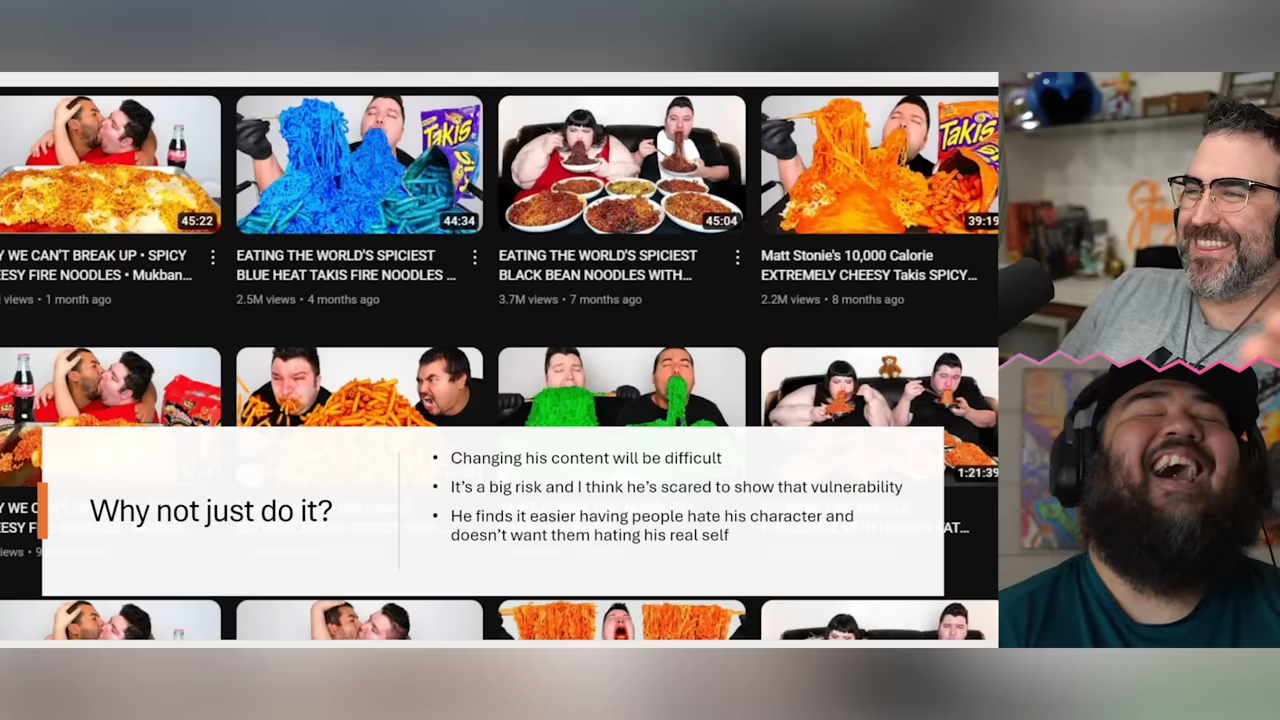 Takis
Takis
45:22
44:34
45:04
39:19
WE CAN'T BREAK UP • SPICY
FIRE NOODLES • Mukban...
views • 1 month ago
EATING THE WORLD'S SPICIEST
BLUE HEAT TAKIS FIRE NOODLES ...
2.5M views • 4 months ago
EATING THE WORLD'S SPICIEST
BLACK BEAN NOODLES WITH...
3.7M views • 7 months ago
Matt Stonie's 10,000 Calorie
EXTREMELY CHEESY Takis SPICY...
2.2M views • 8 months ago
1:21:39
Why not just do it?
• Changing his content will be difficult
• It's a big risk and I think he's scared to show that vulnerability
• He finds it easier having people hate his character and
doesn't want them hating his real self